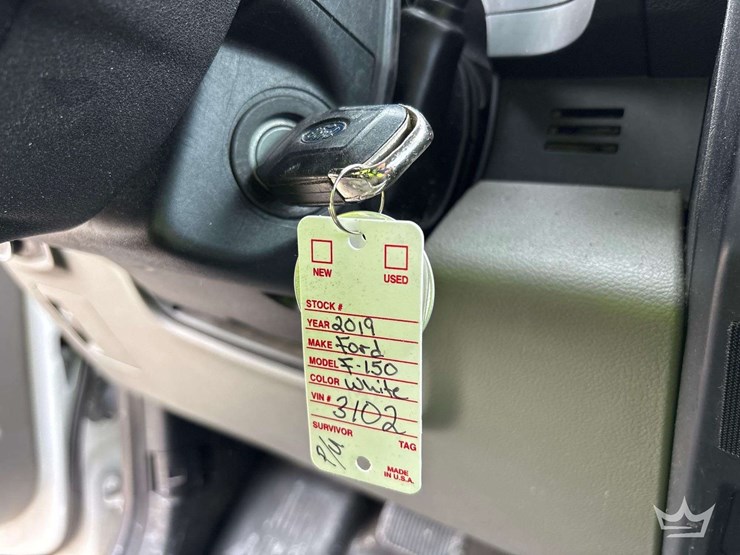 NEW USED
STOCK #
YEAR 2019
MAKE Ford
MODEL F-150
COLOR White
VIN # 3102
SURVIVOR TAG
P/U
MADE
IN U.S.A.